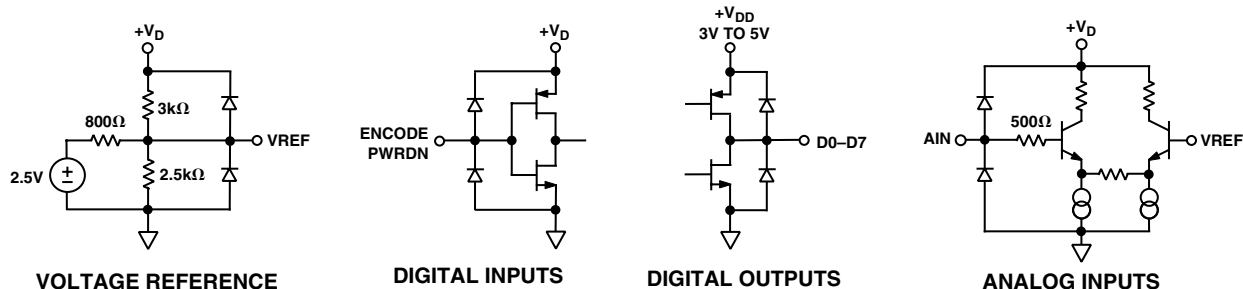 +VD
3kΩ
800Ω
VREF
2.5V
2.5kΩ
VOLTAGE REFERENCE
+VD
ENCODE
PWRDN
DIGITAL INPUTS
+VDD
3V TO 5V
D0–D7
DIGITAL OUTPUTS
+VD
500Ω
AIN
VREF
ANALOG INPUTS